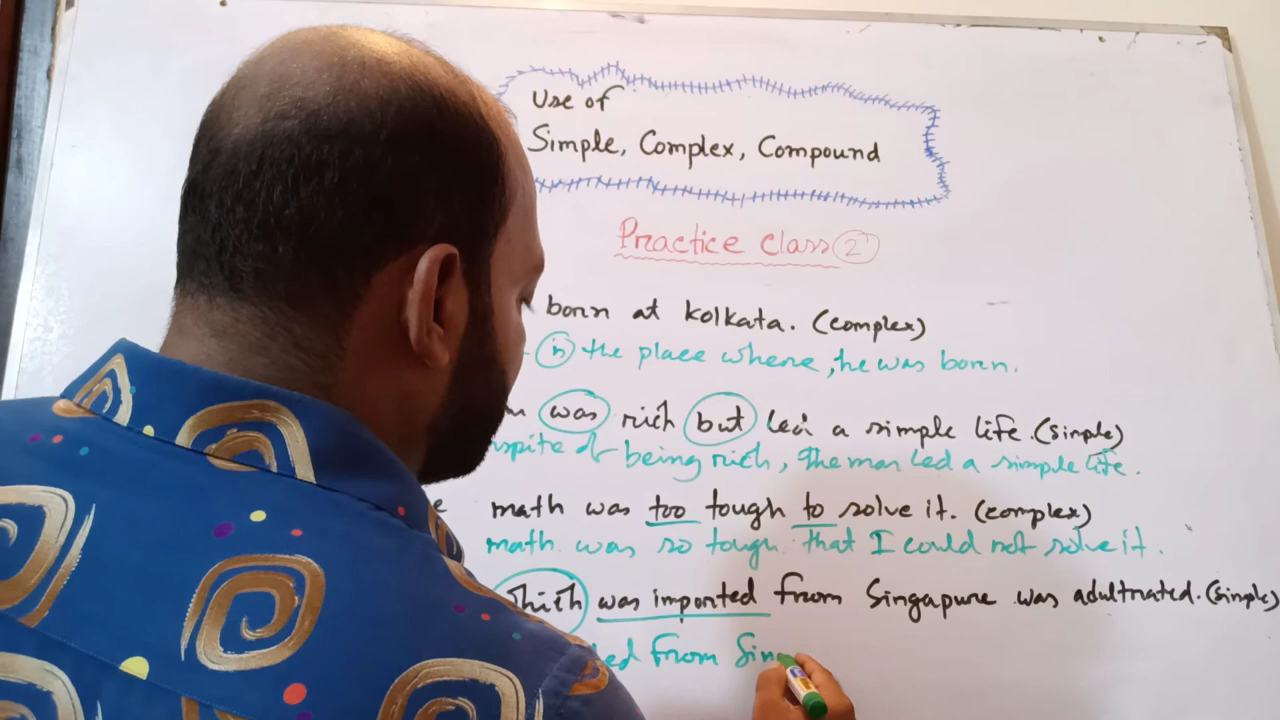 Use of
Simple, Complex, Compound
Practice Class 2
born at Kolkata. (complex)
in the place where, he was born.
was rich but led a simple life. (simple)
inspite of being rich, the man led a simple life.
math was too tough to solve it. (complex)
math was so tough that I could not solve it.
which was imported from Singapure was adultrated. (simple)
ed from Sin